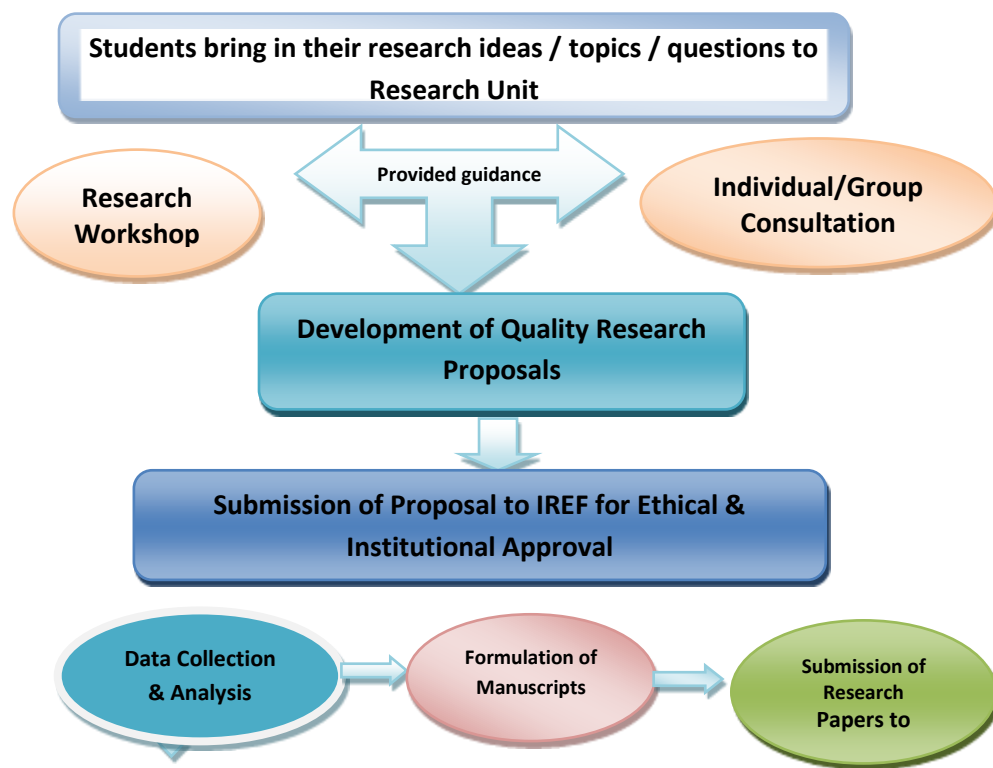 Students bring in their research ideas / topics / questions to
Research Unit
Provided guidance
Research
Workshop
Individual/Group
Consultation
Development of Quality Research
Proposals
Submission of Proposal to IREF for Ethical &
Institutional Approval
Data Collection
& Analysis
Formulation of
Manuscripts
Submission of
Research
Papers to